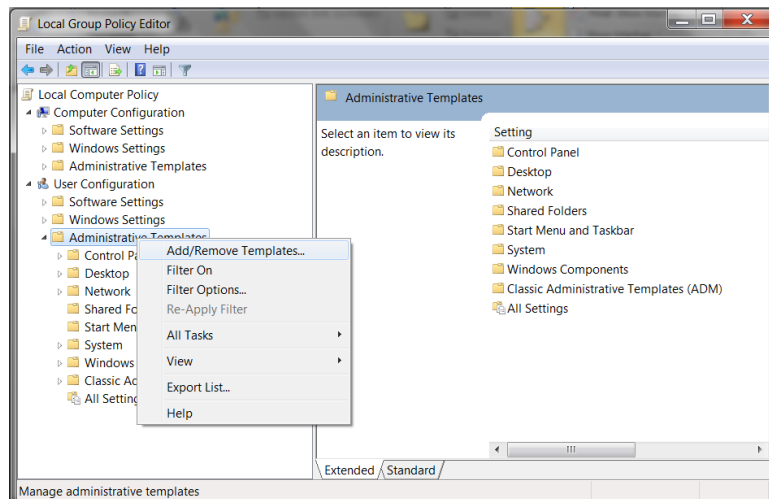 Local Group Policy Editor
File Action View Help
Local Computer Policy
Computer Configuration
Software Settings
Windows Settings
Administrative Templates
User Configuration
Software Settings
Windows Settings
Administrative Templates
Control Pa
Desktop
Network
Shared Fo
Start Men
System
Windows
Classic Ad
All Setting
Add/Remove Templates...
Filter On
Filter Options...
Re-Apply Filter
All Tasks
View
Export List...
Help
Administrative Templates
Select an item to view its
description.
Setting
Control Panel
Desktop
Network
Shared Folders
Start Menu and Taskbar
System
Windows Components
Classic Administrative Templates (ADM)
All Settings
Extended Standard
Manage administrative templates